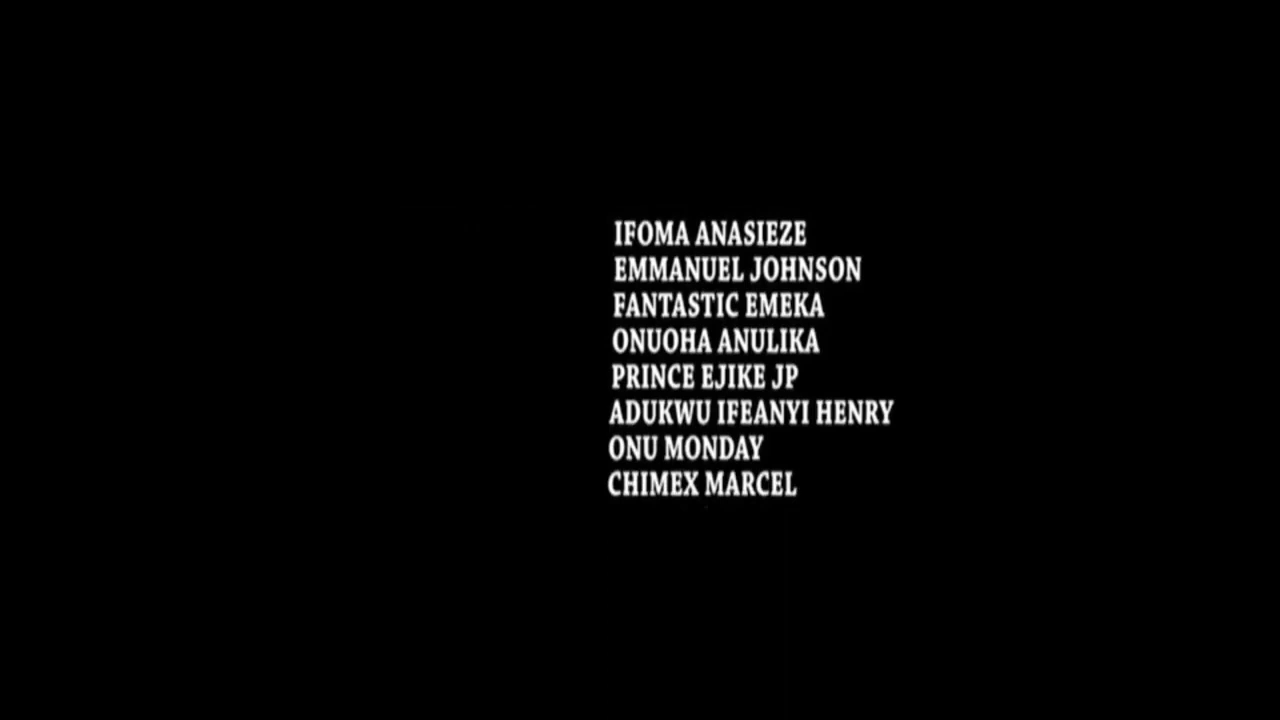 IFOMA ANASIEZE
EMMANUEL JOHNSON
FANTASTIC EMEKA
ONUOHA ANULIKA
PRINCE EJIKE JP
ADUKWU IFEANYI HENRY
ONU MONDAY
CHIMEX MARCEL